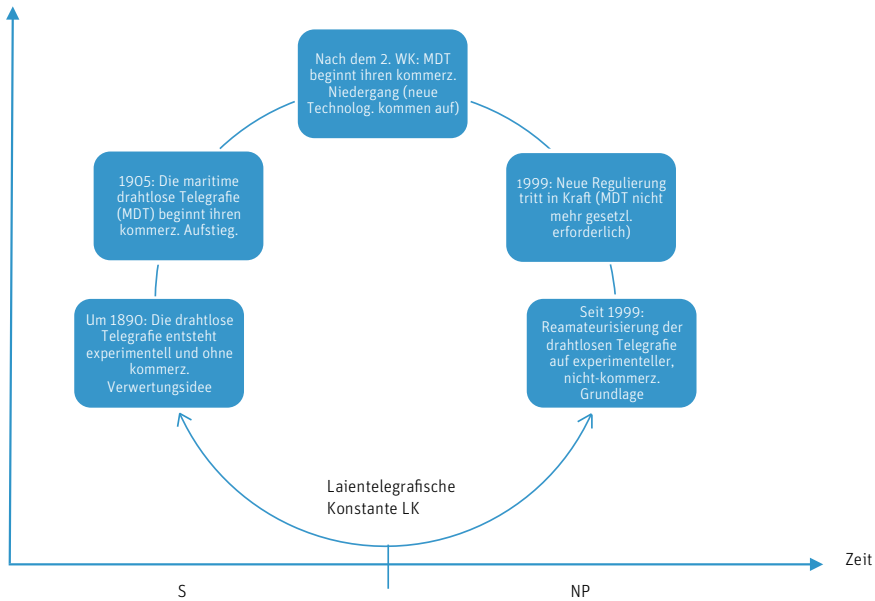 Nach dem 2. WK: MDT
beginnt ihren kommerz.
Niedergang (neue
Technolog. kommen auf)
1905: Die maritime
drahtlose Telegrafie
(MDT) beginnt ihren
kommerz. Aufstieg.
1999: Neue Regulierung
tritt in Kraft (MDT nicht
mehr gesetzl.
erforderlich)
Um 1890: Die drahtlose
Telegrafie entsteht
experimentell und ohne
kommerz.
Verwertungsidee
Seit 1999:
Reamateurisierung der
drahtlosen Telegrafie
auf experimenteller,
nicht-kommerz.
Grundlage
Laientelegrafische
Konstante LK
Zeit
S
NP